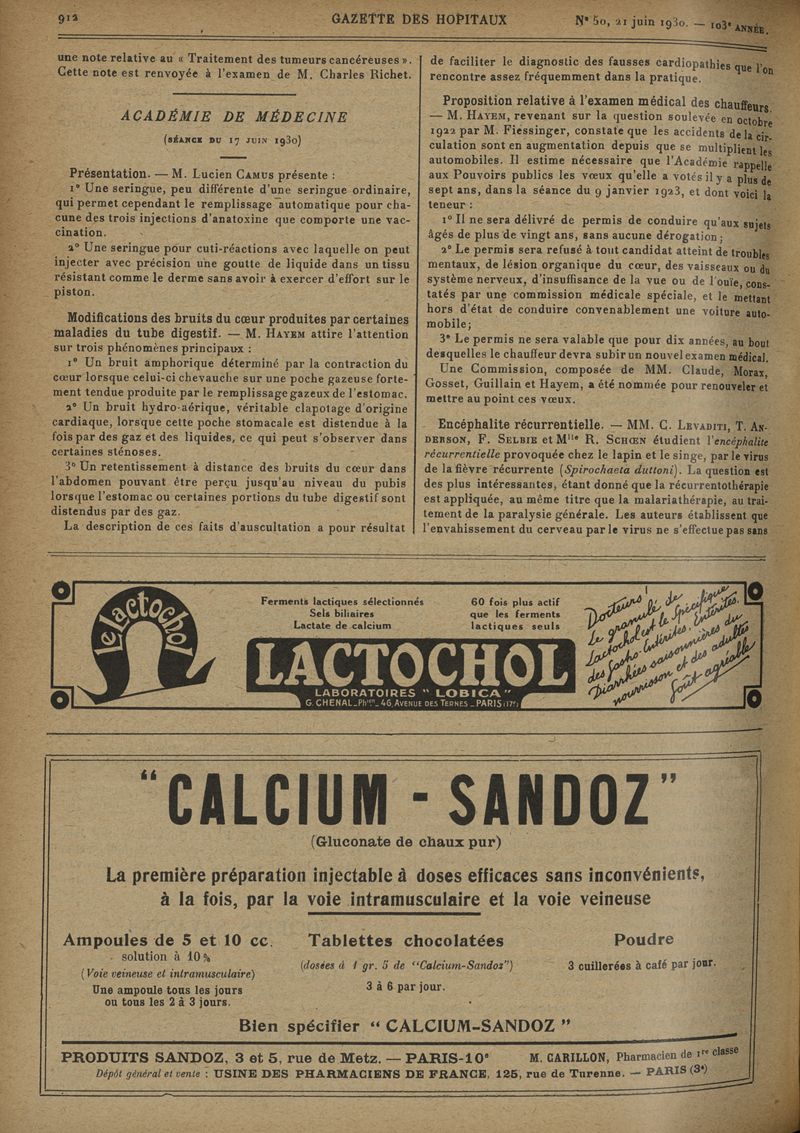 912
GAZETTE DES HOPITAUX
N° 50, 21 juin 1930. — 103e ANNÉE.
une note relative au « Traitement des tumeurs cancéreuses ».
Cette note est renvoyée à l'examen de M. Charles Richet.
ACADÉMIE DE MÉDECINE
(SÉANCE DU 17 JUIN 1930)
Présentation. — M. Lucien CAMUS présente :
1° Une seringue, peu différente d'une seringue ordinaire,
qui permet cependant le remplissage automatique pour cha-
cune des trois injections d'anatoxine que comporte une vac-
cination.
2° Une seringue pour cuti-réactions avec laquelle on peut
injecter avec précision une goutte de liquide dans un tissu
résistant comme le derme sans avoir à exercer d'effort sur le
piston.
Modifications des bruits du cœur produites par certaines
maladies du tube digestif. — M. HAYEM attire l'attention
sur trois phénomènes principaux :
1° Un bruit amphorique déterminé par la contraction du
cœur lorsque celui-ci chevauche sur une poche gazeuse forte-
ment tendue produite par le remplissage gazeux de l'estomac.
2° Un bruit hydro-aérique, véritable clapotage d'origine
cardiaque, lorsque cette poche stomacale est distendue à la
fois par des gaz et des liquides, ce qui peut s'observer dans
certaines sténoses.
3° Un retentissement à distance des bruits du cœur dans
l'abdomen pouvant être perçu jusqu'au niveau du pubis
lorsque l'estomac ou certaines portions du tube digestif sont
distendus par des gaz.
La description de ces faits d'auscultation a pour résultat
de faciliter le diagnostic des fausses cardiopathies que l'on
rencontre assez fréquemment dans la pratique.
Proposition relative à l'examen médical des chauffeurs.
— M. HAYEM, revenant sur la question soulevée en octobre
1922 par M. Fiessinger, constate que les accidents de la cir-
culation sont en augmentation depuis que se multiplient les
automobiles. Il estime nécessaire que l'Académie rappelle
aux Pouvoirs publics les vœux qu'elle a votés il y a plus de
sept ans, dans la séance du 9 janvier 1923, et dont voici la
teneur :
1° Il ne sera délivré de permis de conduire qu'aux sujets
âgés de plus de vingt ans, sans aucune dérogation ;
2° Le permis sera refusé à tout candidat atteint de troubles
mentaux, de lésion organique du cœur, des vaisseaux ou du
système nerveux, d'insuffisance de la vue ou de l'ouïe, cons-
tatés par une commission médicale spéciale, et le mettant
hors d'état de conduire convenablement une voiture auto-
mobile;
3° Le permis ne sera valable que pour dix années, au bout
desquelles le chauffeur devra subir un nouvel examen médical.
Une Commission, composée de MM. Claude, Morax,
Gosset, Guillain et Hayem, a été nommée pour renouveler et
mettre au point ces vœux.
Encéphalite récurrentielle. — MM. C. LEVADITI, T. AN-
DERSON, F. SELBIE et Mlle R. SCHŒN étudient l'encéphalite
récurrentielle provoquée chez le lapin et le singe, par le virus
de la fièvre récurrente (Spirochaeta duttoni). La question est
des plus intéressantes, étant donné que la récurrentothérapie
est appliquée, au même titre que la malariathérapie, au trai-
tement de la paralysie générale. Les auteurs établissent que
l'envahissement du cerveau par le virus ne s'effectue pas sans
le lactochol
Ferments lactiques sélectionnés
Sels biliaires
Lactate de calcium
60 fois plus actif
que les ferments
lactiques seuls
LACTOCHOL
LABORATOIRES " LOBICA "
G. CHENAL_Phien_ 46, AVENUE DES TERNES _ PARIS (17e)
Docteurs !
Le granulé de
Lactochol est le Spécifique
des Gastro-Entérites, Entérites.
Diarrhées saisonnières du
nourrisson et des adultes
Goût agréable
"CALCIUM - SANDOZ"
(Gluconate de chaux pur)
La première préparation injectable à doses efficaces sans inconvénients,
à la fois, par la voie intramusculaire et la voie veineuse
Ampoules de 5 et 10 cc.
solution à 10 %
(Voie veineuse et intramusculaire)
Une ampoule tous les jours
ou tous les 2 à 3 jours.
Tablettes chocolatées
(dosées à 1 gr. 5 de "Calcium-Sandoz")
3 à 6 par jour.
Poudre
3 cuillerées à café par jour.
Bien spécifier " CALCIUM-SANDOZ "
PRODUITS SANDOZ, 3 et 5, rue de Metz. — PARIS-10e M. CARILLON, Pharmacien de 1re classe
Dépôt général et vente : USINE DES PHARMACIENS DE FRANCE, 125, rue de Turenne. — PARIS (3e)